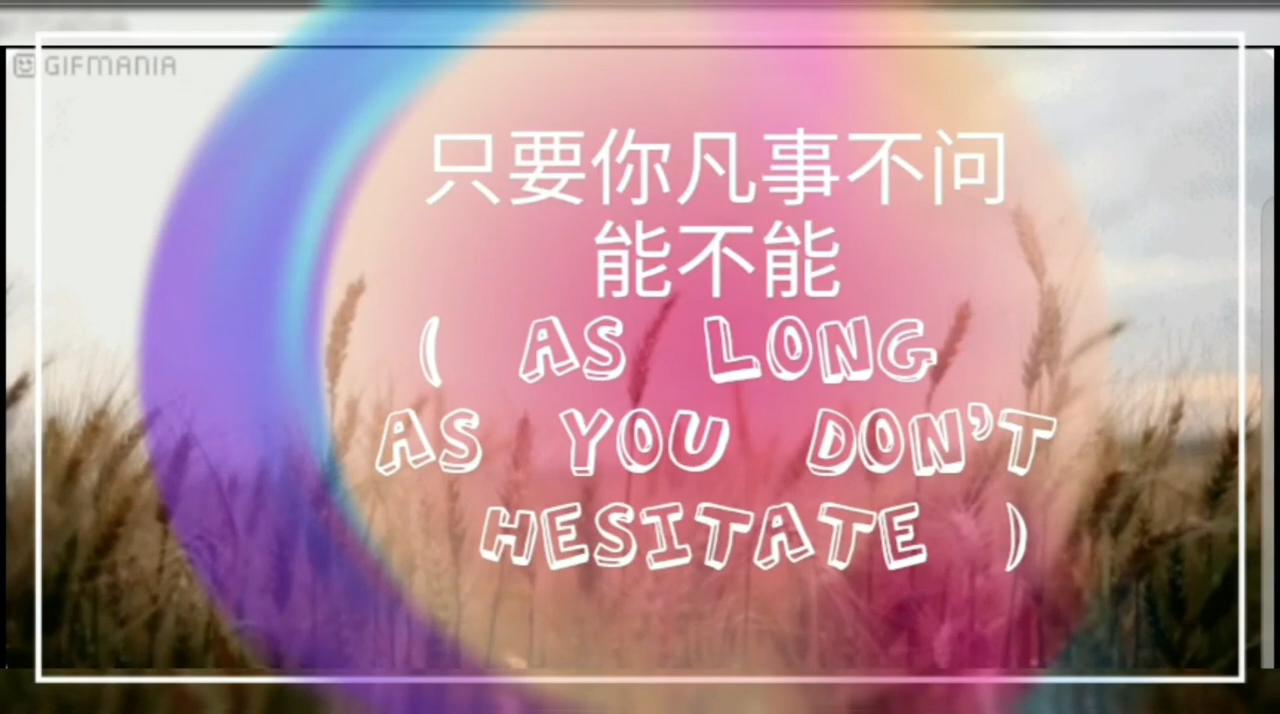 GIFMANIA
只要你凡事不问
能不能
( AS LONG
AS YOU DON'T
HESITATE )